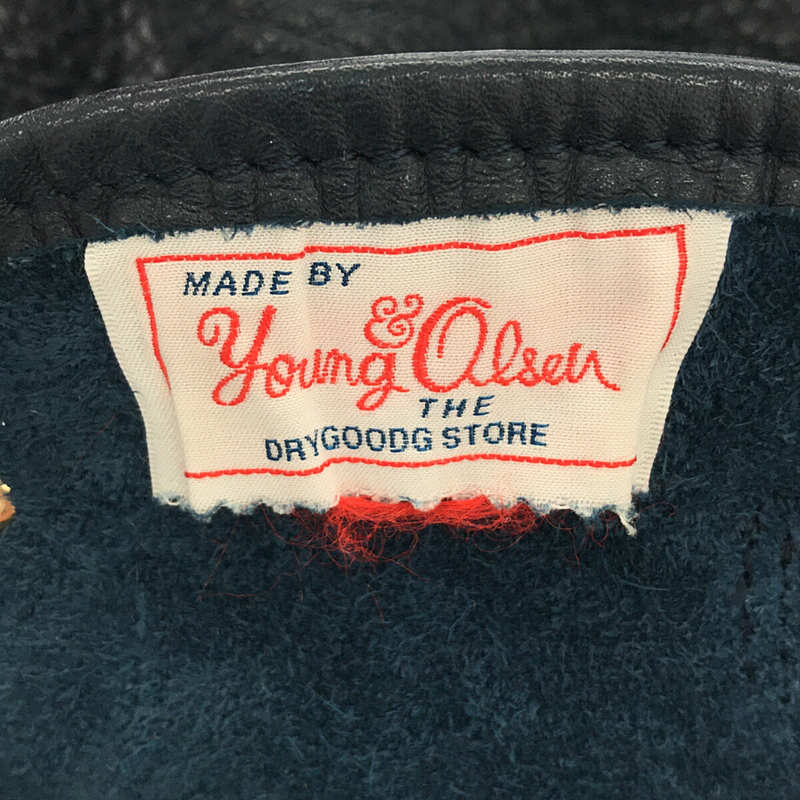 MADE BY
Young & Olsen
THE
DRYGOODG STORE